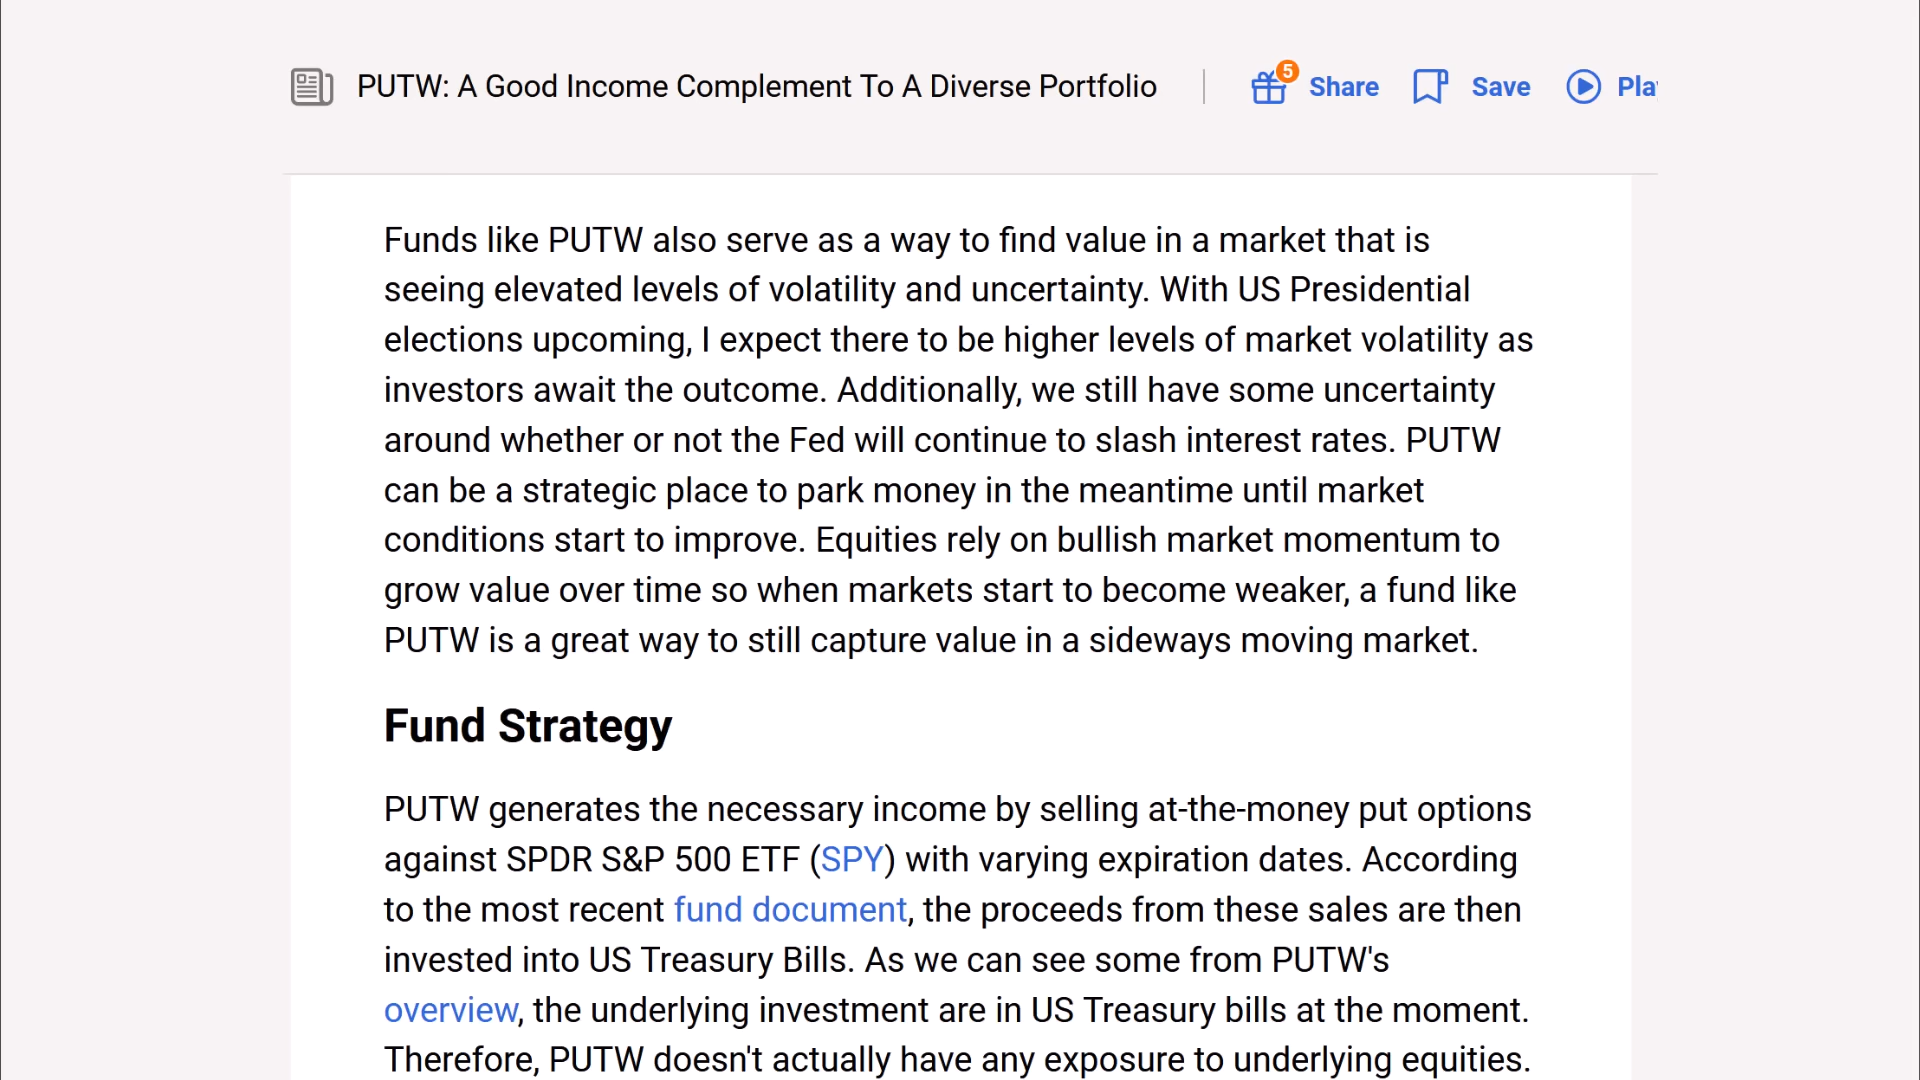 PUTW: A Good Income Complement To A Diverse Portfolio
5
Share
Save
Funds like PUTW also serve as a way to find value in a market that is
seeing elevated levels of volatility and uncertainty. With US Presidential
elections upcoming, I expect there to be higher levels of market volatility as
investors await the outcome. Additionally, we still have some uncertainty
around whether or not the Fed will continue to slash interest rates. PUTW
can be a strategic place to park money in the meantime until market
conditions start to improve. Equities rely on bullish market momentum to
grow value over time so when markets start to become weaker, a fund like
PUTW is a great way to still capture value in a sideways moving market.
Fund Strategy
PUTW generates the necessary income by selling at-the-money put options
against SPDR S&P 500 ETF (SPY) with varying expiration dates. According
to the most recent fund document, the proceeds from these sales are then
invested into US Treasury Bills. As we can see some from PUTW's
overview, the underlying investment are in US Treasury bills at the moment.
Therefore, PUTW doesn't actually have any exposure to underlying equities.